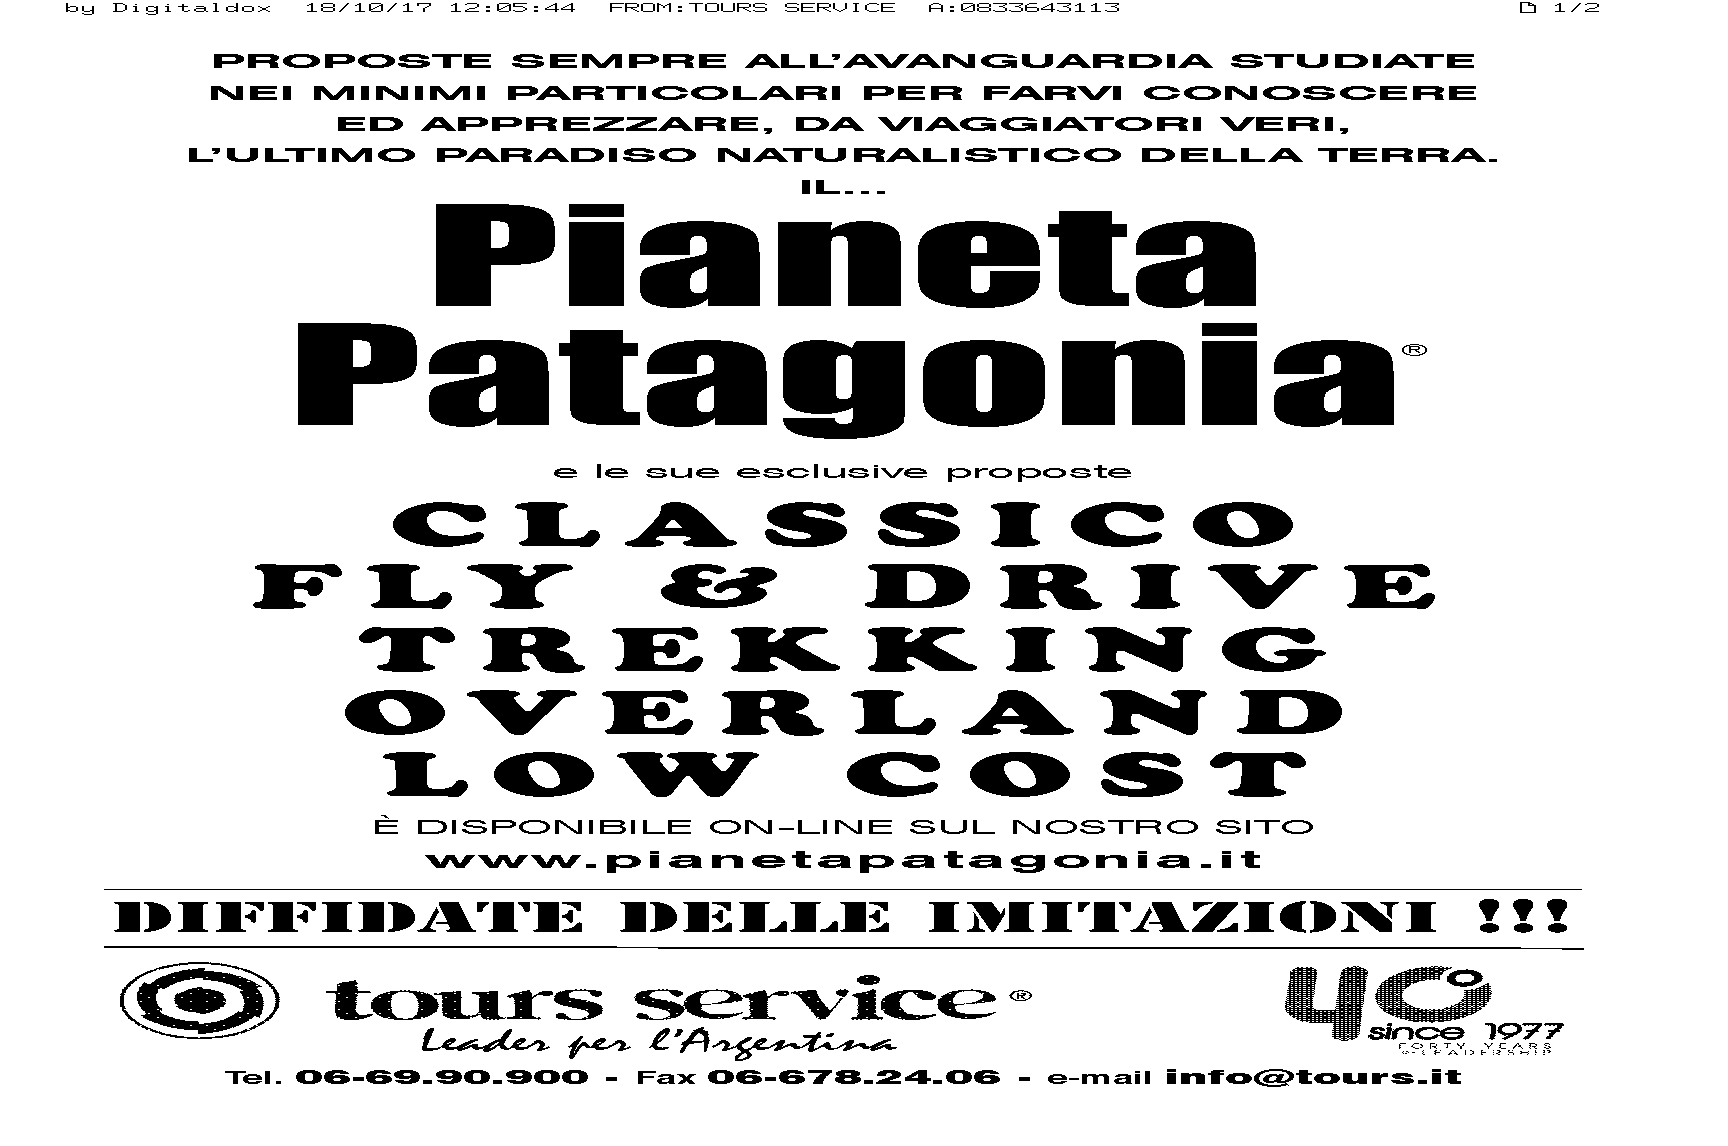 by Digitaldox 18/10/17 12:05:44 FROM:TOURS SERVICE A:0833643113 1/2
PROPOSTE SEMPRE ALL'AVANGUARDIA STUDIATE
NEI MINIMI PARTICOLARI PER FARVI CONOSCERE
ED APPREZZARE, DA VIAGGIATORI VERI,
L'ULTIMO PARADISO NATURALISTICO DELLA TERRA.
IL...
Pianeta
Patagonia®
e le sue esclusive proposte
CLASSICO
FLY & DRIVE
TREKKING
OVERLAND
LOW COST
È DISPONIBILE ON-LINE SUL NOSTRO SITO
www.pianetapatagonia.it
DIFFIDATE DELLE IMITAZIONI !!!
tours service®
Leader per l'Argentina
40°
since 1977
FORTY YEARS
OF LEADERSHIP
Tel. 06-69.90.900 - Fax 06-678.24.06 - e-mail info@tours.it